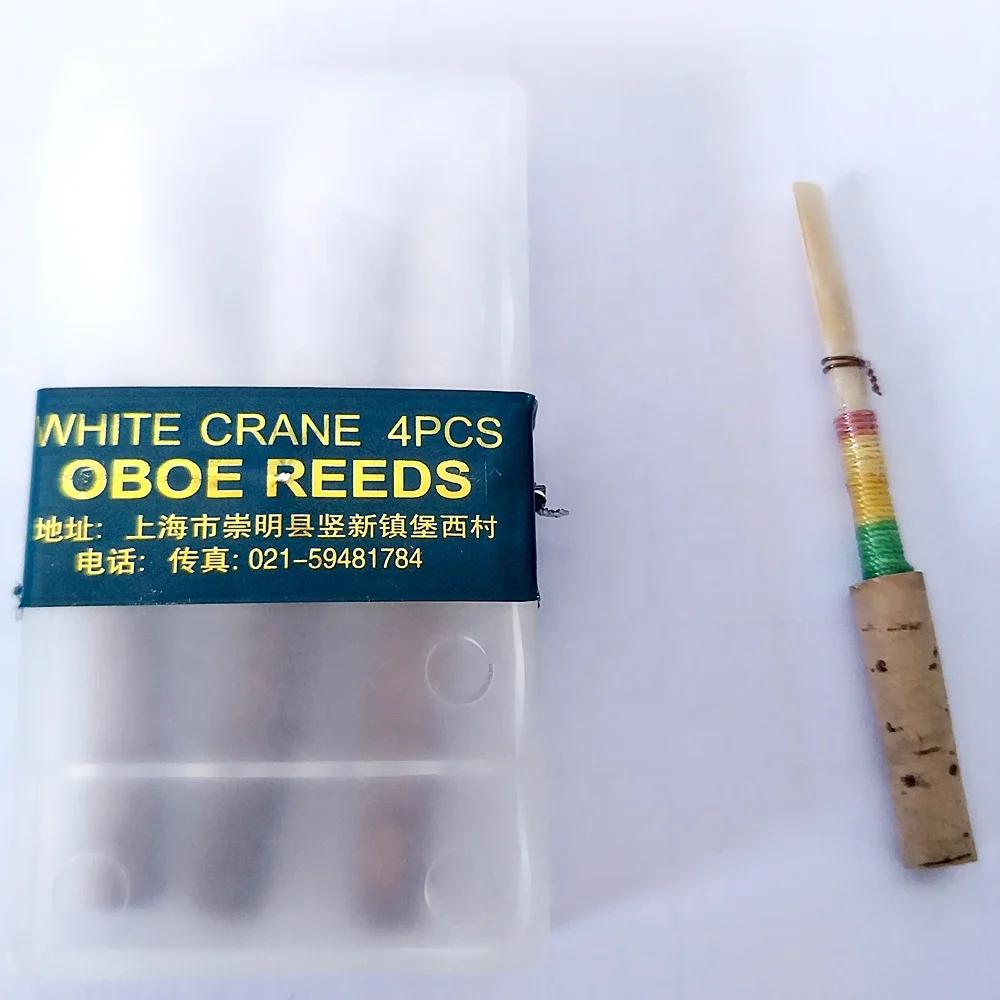 WHITE CRANE 4PCS
OBOE REEDS
地址: 上海市崇明县竖新镇堡西村
电话: 传真: 021-59481784